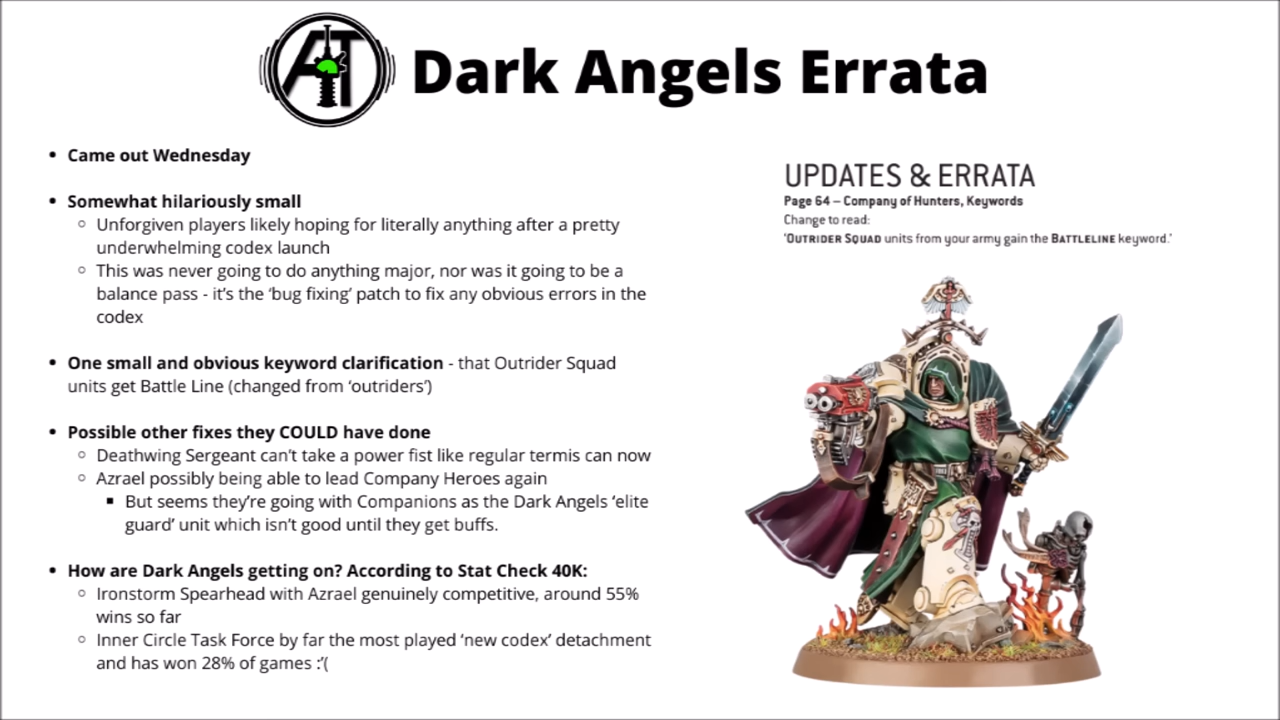 AT
Dark Angels Errata
• Came out Wednesday
• Somewhat hilariously small
○ Unforgiven players likely hoping for literally anything after a pretty
underwhelming codex launch
○ This was never going to do anything major, nor was it going to be a
balance pass - it's the 'bug fixing' patch to fix any obvious errors in the
codex
• One small and obvious keyword clarification - that Outrider Squad
units get Battle Line (changed from 'outriders')
• Possible other fixes they COULD have done
○ Deathwing Sergeant can't take a power fist like regular termis can now
○ Azrael possibly being able to lead Company Heroes again
▪ But seems they're going with Companions as the Dark Angels 'elite
guard' unit which isn't good until they get buffs.
• How are Dark Angels getting on? According to Stat Check 40K:
○ Ironstorm Spearhead with Azrael genuinely competitive, around 55%
wins so far
○ Inner Circle Task Force by far the most played 'new codex' detachment
and has won 28% of games :'(
UPDATES & ERRATA
Page 64 – Company of Hunters, Keywords
Change to read:
'OUTRIDER SQUAD units from your army gain the BATTLELINE keyword.'